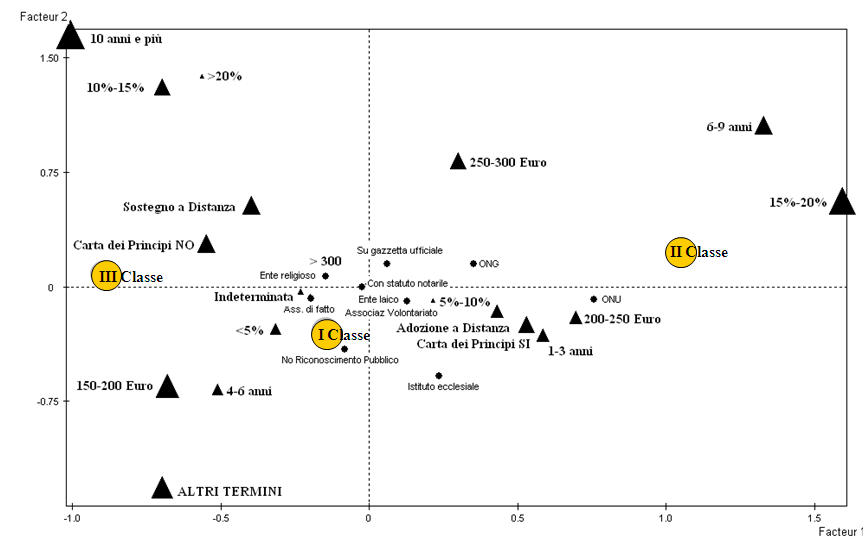 Facteur 2
10 anni e più
1.50
>20%
10%-15%
6-9 anni
250-300 Euro
0.75
15%-20%
Sostegno a Distanza
Carta dei Principi NO
Su gazzetta ufficiale
II Classe
> 300
ONG
III Classe
Ente religioso
Con statuto notarile
0
Indeterminata
Ente laico
5%-10%
ONU
Ass. di fatto
Associaz Volontariato
200-250 Euro
<5%
I Classe
Adozione a Distanza
Carta dei Principi SI
1-3 anni
No Riconoscimento Pubblico
150-200 Euro
4-6 anni
Istituto ecclesiale
-0.75
ALTRI TERMINI
-1.0
-0.5
0
0.5
1.0
1.5
Facteur 1